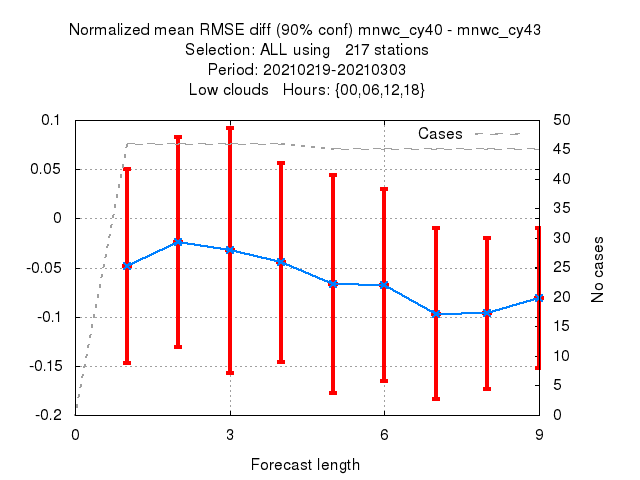 Normalized mean RMSE diff (90% conf) mnwc_cy40 - mnwc_cy43
Selection: ALL using   217 stations
Period: 20210219-20210303
Low clouds   Hours: {00,06,12,18}
Cases
0.1
0.05
0
-0.05
-0.1
-0.15
-0.2
50
45
40
35
30
25
20
15
10
5
0
No cases
0 3 6 9
Forecast length